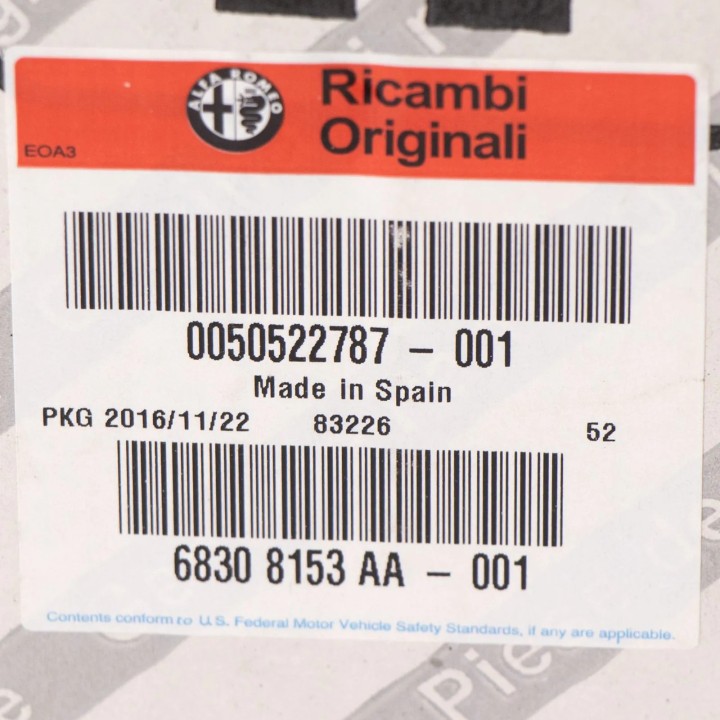 ALFA ROMEO
Ricambi
Originali
EOA3
0050522787 – 001
Made in Spain
PKG 2016/11/22 83226 52
6830 8153 AA – 001
Contents conform to U.S. Federal Motor Vehicle Safety Standards, if any are applicable.